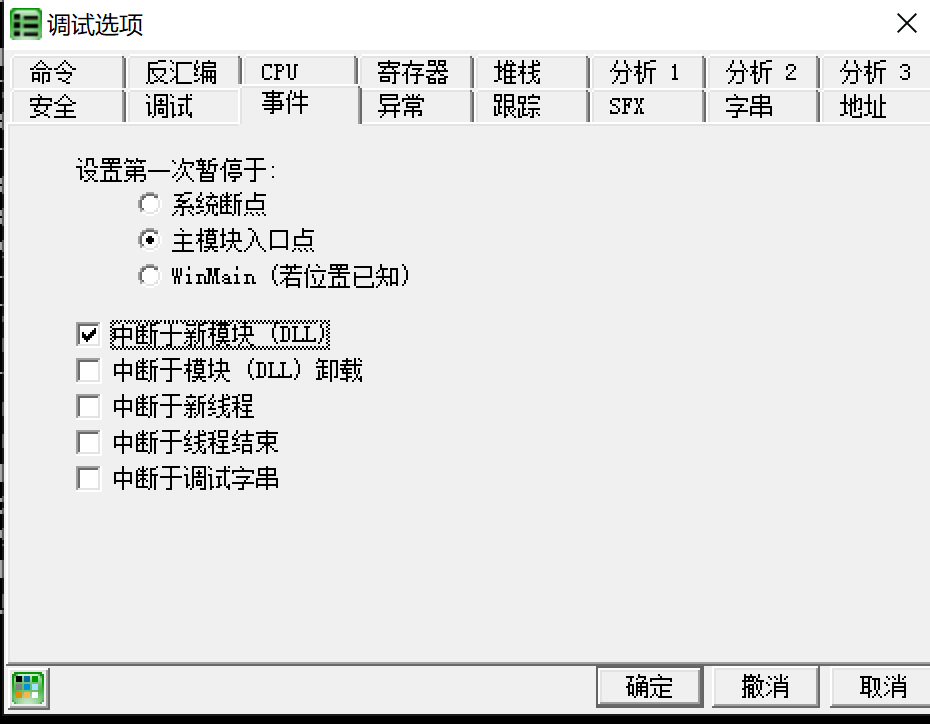 调试选项
命令 反汇编 CPU 寄存器 堆栈 分析 1 分析 2 分析 3
安全 调试 事件 异常 跟踪 SFX 字串 地址
设置第一次暂停于:
系统断点
主模块入口点
WinMain (若位置已知)
中断于新模块 (DLL)
中断于模块 (DLL) 卸载
中断于新线程
中断于线程结束
中断于调试字串
确定 撤消 取消